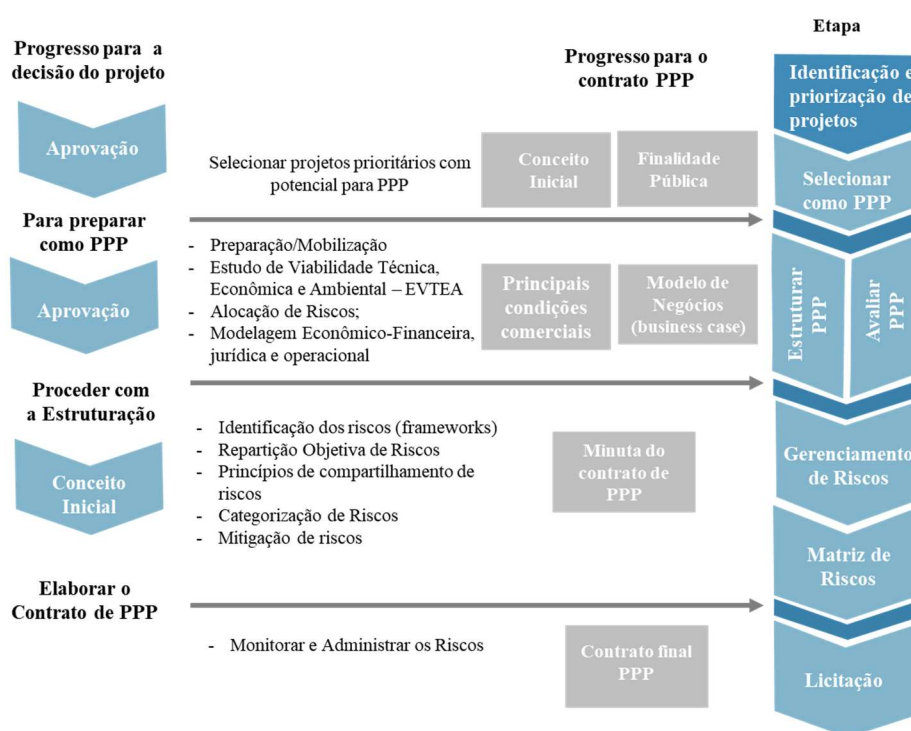 Progresso para a
decisão do projeto
Aprovação
Para preparar
como PPP
Aprovação
Proceder com
a Estruturação
Conceito
Inicial
Elaborar o
Contrato de PPP
Selecionar projetos prioritários com
potencial para PPP
- Preparação/Mobilização
- Estudo de Viabilidade Técnica,
Econômica e Ambiental – EVTEA
- Alocação de Riscos;
- Modelagem Econômico-Financeira,
jurídica e operacional
- Identificação dos riscos (frameworks)
- Repartição Objetiva de Riscos
- Princípios de compartilhamento de
riscos
- Categorização de Riscos
- Mitigação de riscos
- Monitorar e Administrar os Riscos
Progresso para o
contrato PPP
Conceito
Inicial
Finalidade
Pública
Principais
condições
comerciais
Modelo de
Negócios
(business case)
Minuta do
contrato de
PPP
Contrato final
PPP
Etapa
Identificação e
priorização de
projetos
Selecionar
como PPP
Estruturar
PPP
Avaliar
PPP
Gerenciamento
de Riscos
Matriz de
Riscos
Licitação